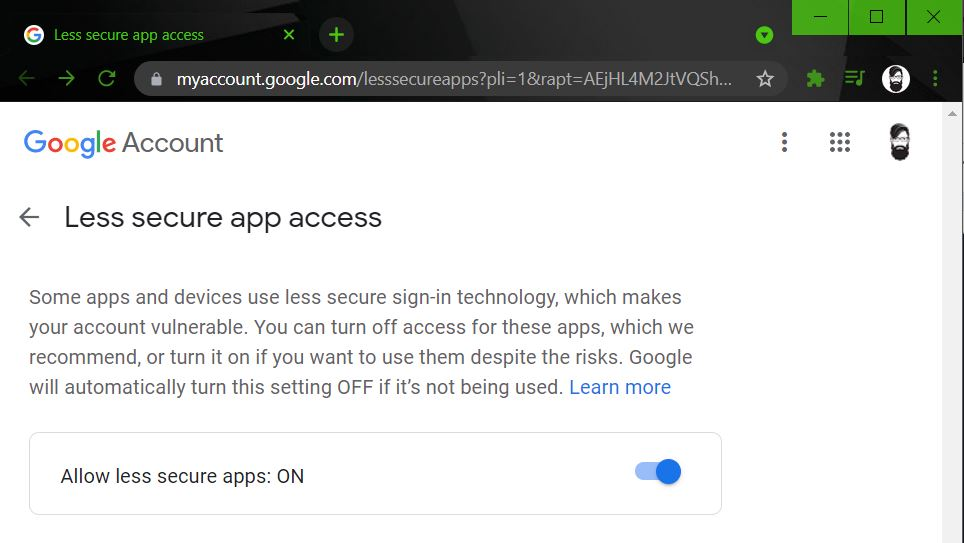 Less secure app access
myaccount.google.com/lesssecureapps?pli=1&rapt=AEjHL4M2JtVQSh...
Google Account
Less secure app access
Some apps and devices use less secure sign-in technology, which makes
your account vulnerable. You can turn off access for these apps, which we
recommend, or turn it on if you want to use them despite the risks. Google
will automatically turn this setting OFF if it’s not being used. Learn more
Allow less secure apps: ON